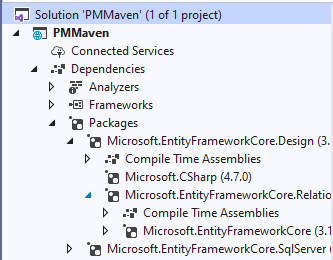 Solution 'PMMaven' (1 of 1 project)
PMMaven
Connected Services
Dependencies
Analyzers
Frameworks
Packages
Microsoft.EntityFrameworkCore.Design (3.
Compile Time Assemblies
Microsoft.CSharp (4.7.0)
Microsoft.EntityFrameworkCore.Relatio
Compile Time Assemblies
Microsoft.EntityFrameworkCore (3.1
Microsoft.EntityFrameworkCore.SqlServer (